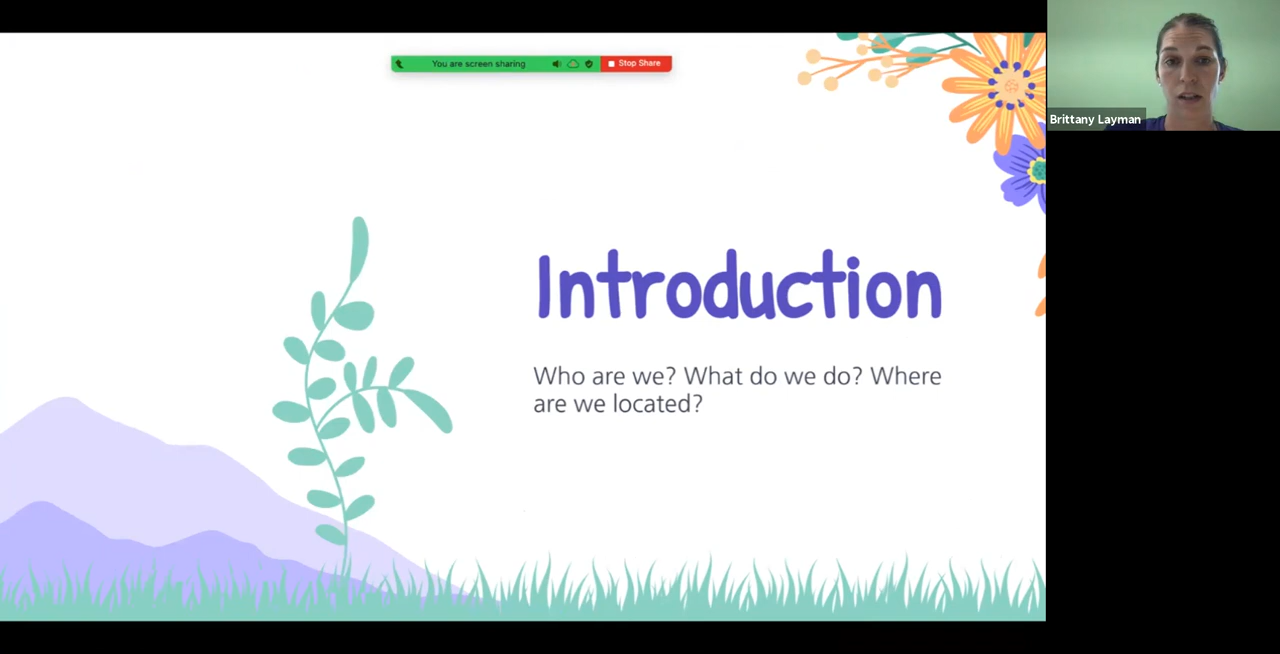 You are screen sharing
Stop Share
Brittany Layman
Introduction
Who are we? What do we do? Where
are we located?